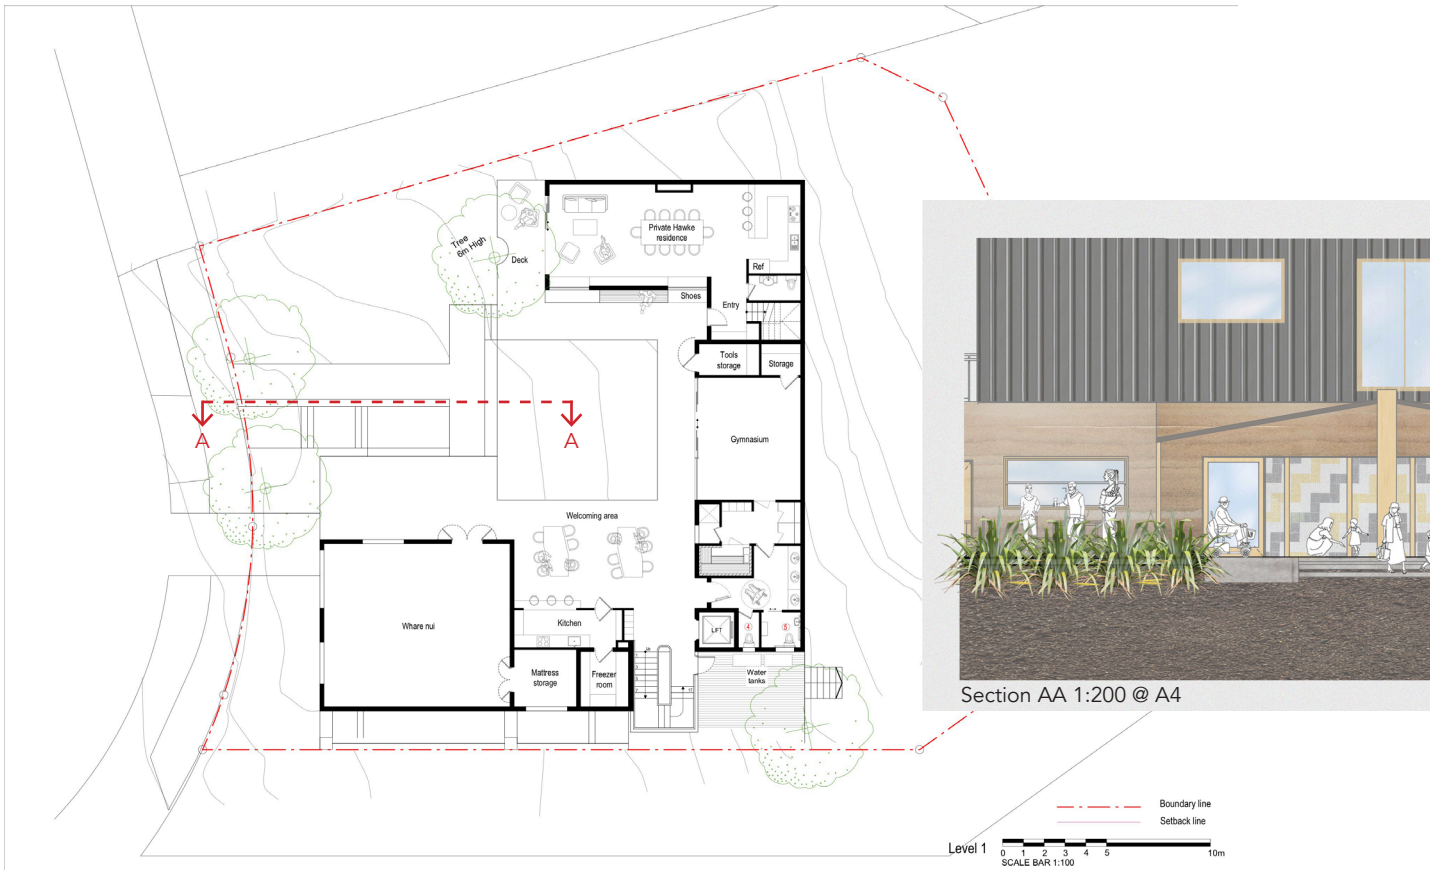 Tree
6m High
Deck
Private Hawke
residence
Ref
Shoes
Entry
Tools
storage
Storage
Gymnasium
A
A
Welcoming area
Whare nui
Kitchen
Mattress
storage
Freezer
room
LIFT
4
5
Water
tanks
Section AA 1:200 @ A4
Boundary line
Setback line
Level 1
0 1 2 3 4 5 10m
SCALE BAR 1:100